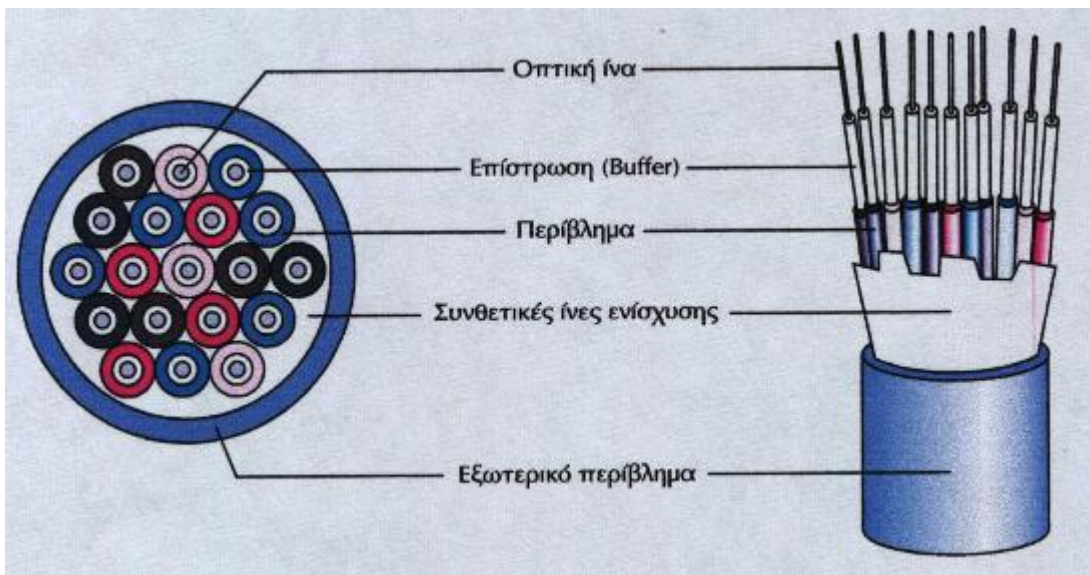 Οπτική ίνα
Επίστρωση (Buffer)
Περίβλημα
Συνθετικές ίνες ενίσχυσης
Εξωτερικό περίβλημα